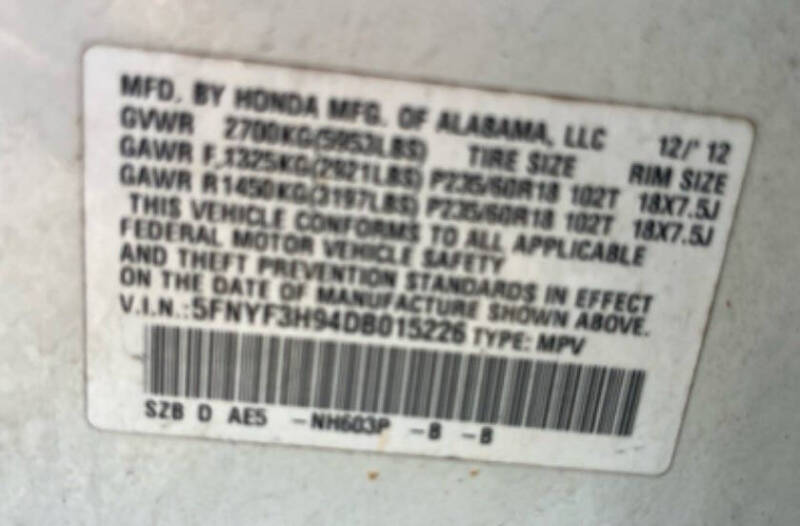 MFD. BY HONDA MFG. OF ALABAMA, LLC 12/' 12
GVWR 2700KG(5953LBS) TIRE SIZE RIM SIZE
GAWR F 1325KG(2921LBS) P235/60R18 102T 18X7.5J
GAWR R1450KG(3197LBS) P235/60R18 102T 18X7.5J
THIS VEHICLE CONFORMS TO ALL APPLICABLE
FEDERAL MOTOR VEHICLE SAFETY
AND THEFT PREVENTION STANDARDS IN EFFECT
ON THE DATE OF MANUFACTURE SHOWN ABOVE.
V.I.N.:5FNYF3H94DB015226 TYPE: MPV
SZB D AE5 -NH603P -B -B